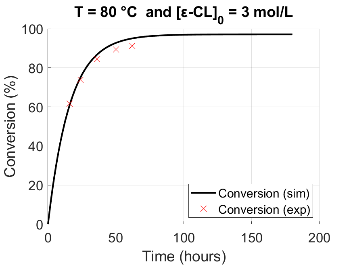 T = 80 °C and [ε-CL]0 = 3 mol/L
100
80
60
40
20
0
Conversion (%)
Conversion (sim)
Conversion (exp)
0 50 100 150 200
Time (hours)